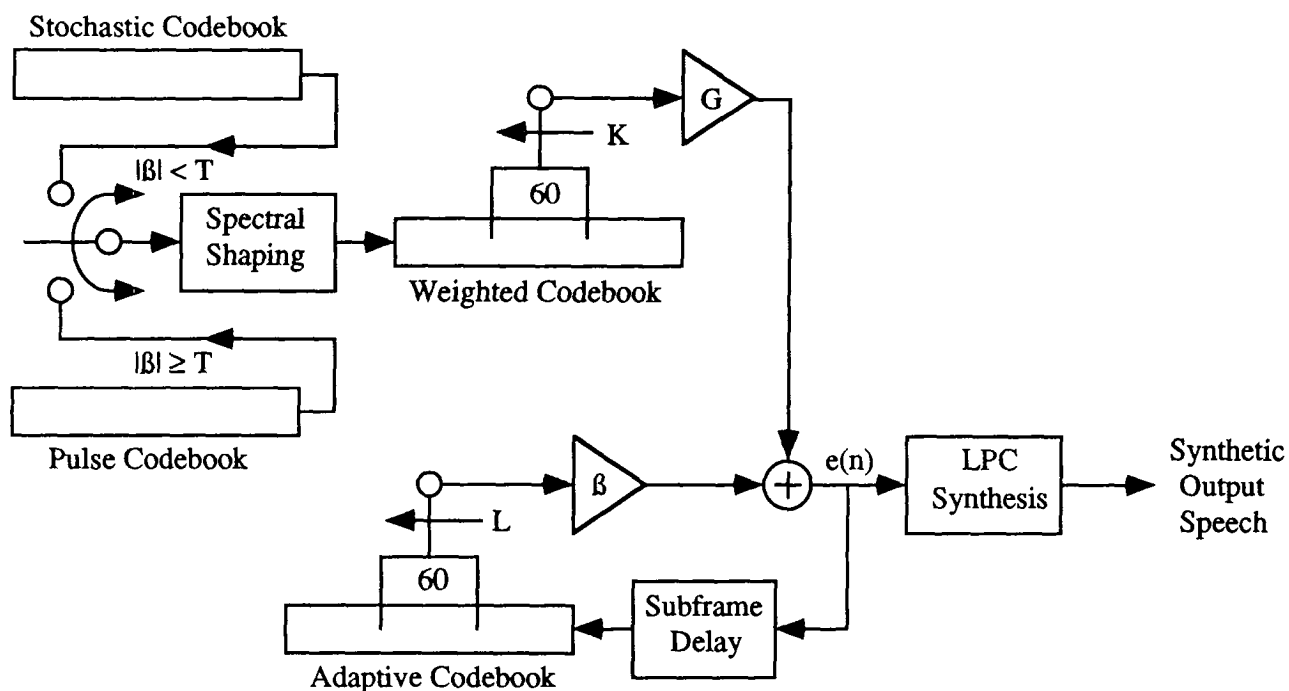 Stochastic Codebook
G
K
|ß| < T
60
Spectral
Shaping
Weighted Codebook
|ß| ≥ T
Pulse Codebook
ß
e(n)
LPC
Synthesis
Synthetic
Output
Speech
L
60
Subframe
Delay
Adaptive Codebook